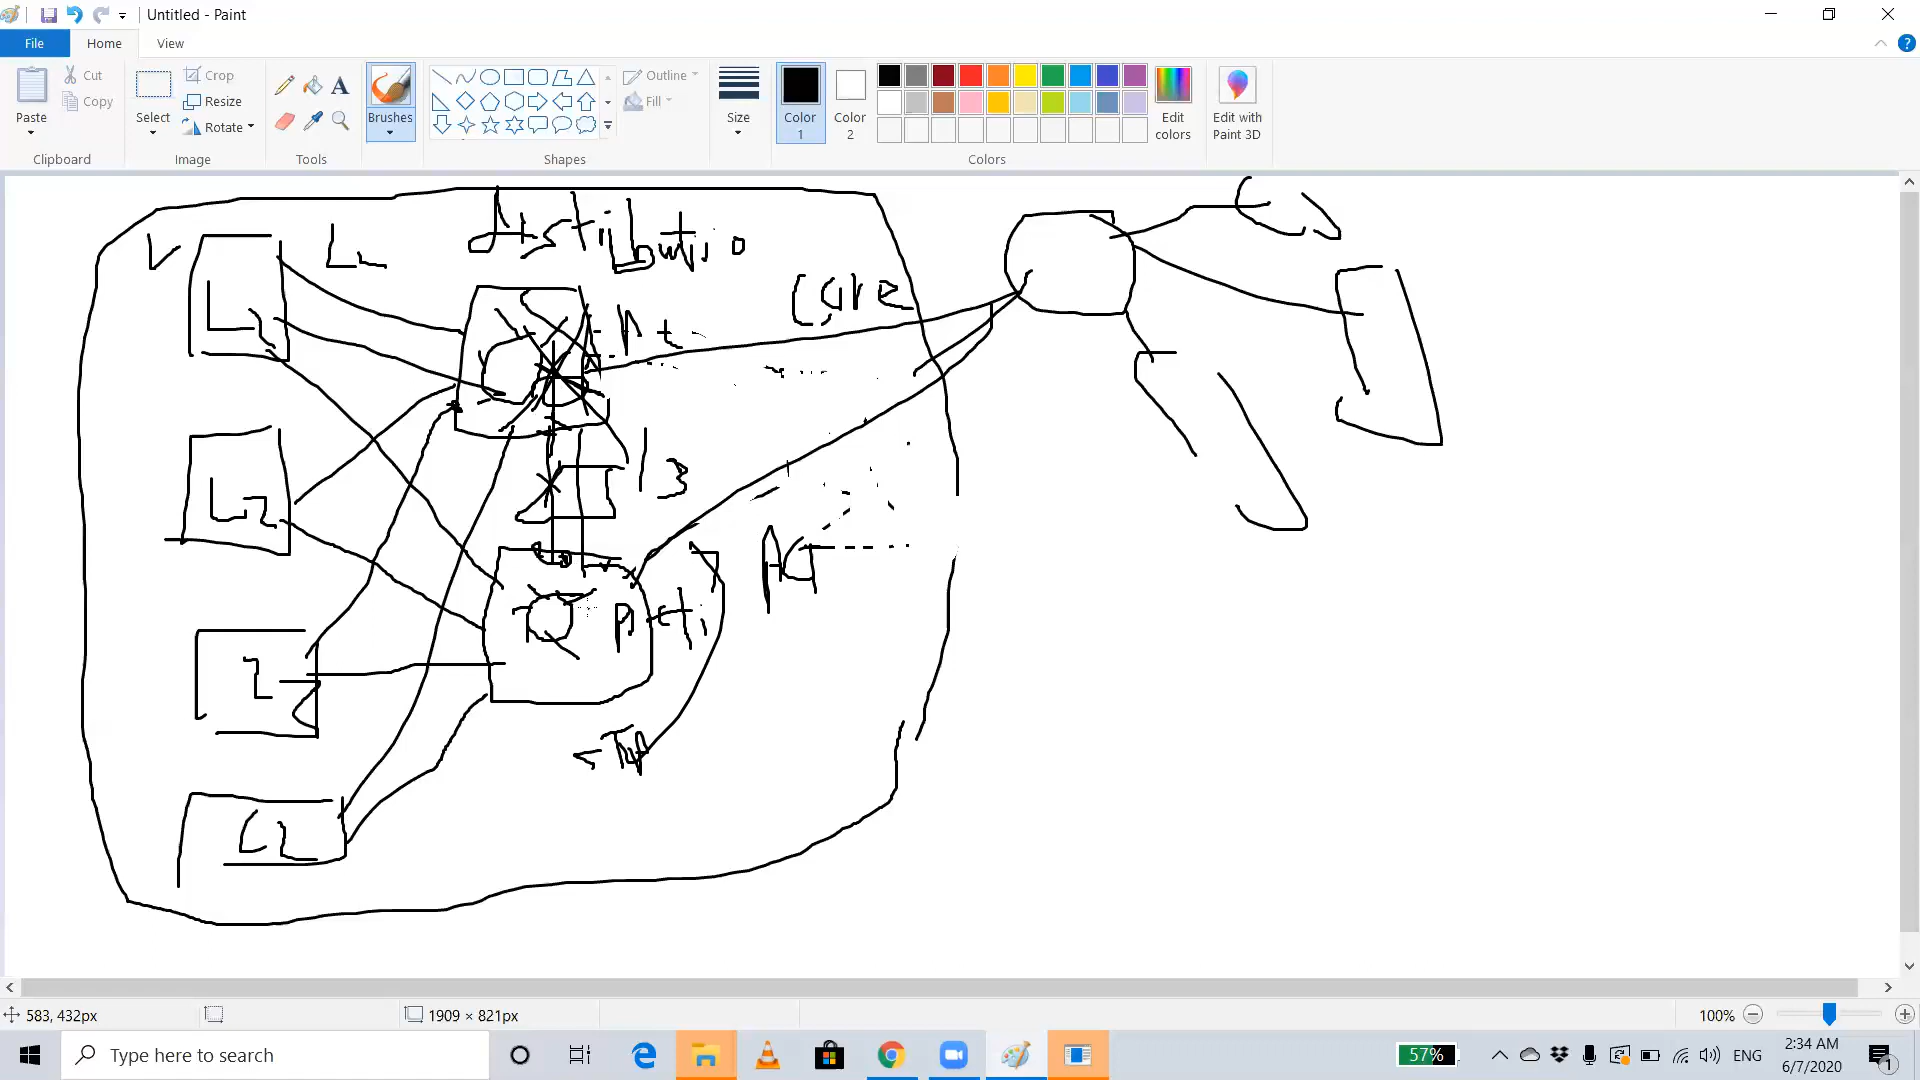 Untitled - Paint
File
Home
View
Cut
Copy
Paste
Clipboard
Select
Crop
Resize
Rotate
Image
A
Tools
Brushes
Outline
Fill
Shapes
Size
Color 1
Color 2
Colors
Edit colors
Edit with Paint 3D
distributio
core
L2
L2
L2
L3
583, 432px
1909 × 821px
100%
Type here to search
57%
ENG
2:34 AM
6/7/2020
1